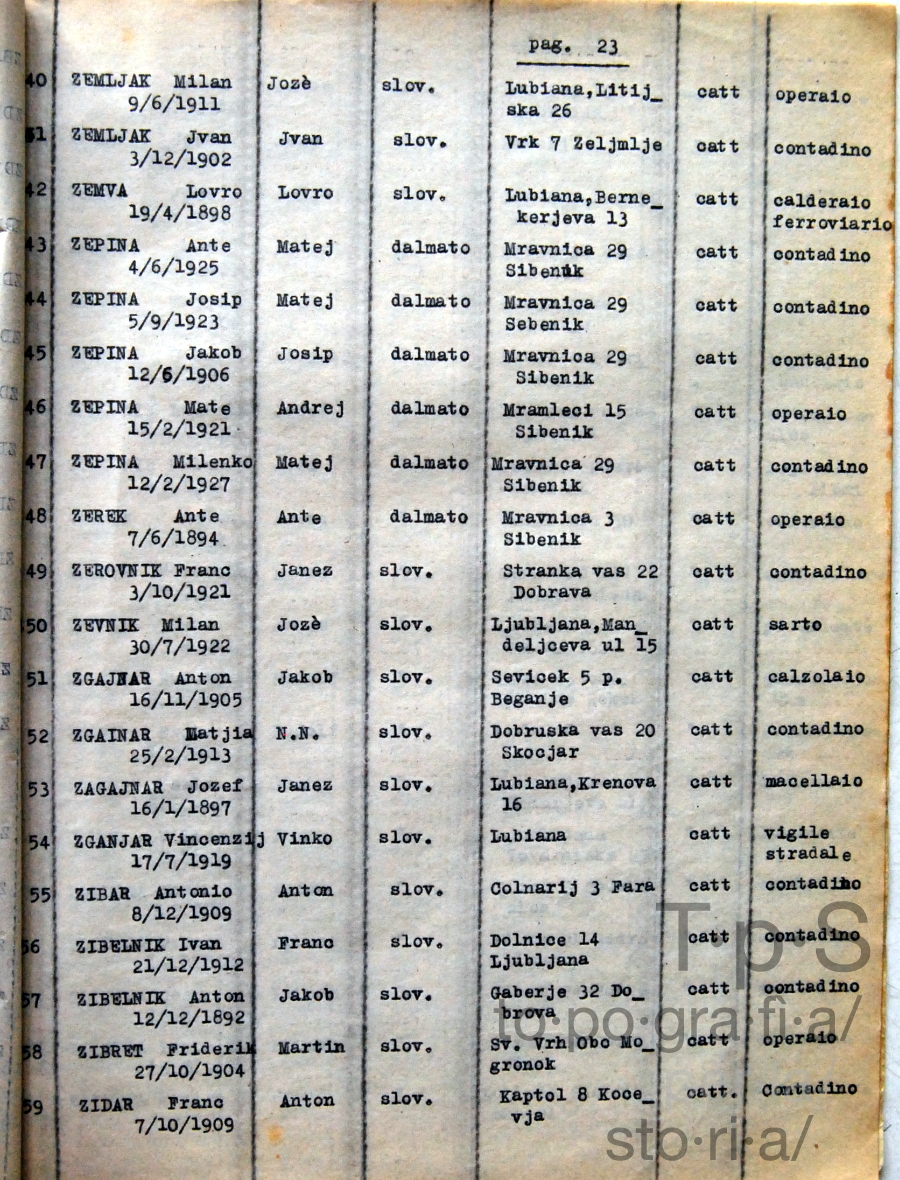 pag. 23
40 ZEMLJAK Milan Jozè slov. Lubiana,Litij_ catt operaio
9/6/1911 ska 26
41 ZEMLJAK Jvan Jvan slov. Vrk 7 Zeljmlje catt contadino
3/12/1902
42 ZEMVA Lovro Lovro slov. Lubiana,Berne_ catt calderaio
19/4/1898 kerjeva 13 ferroviario
43 ZEPINA Ante Matej dalmato Mravnica 29 catt contadino
4/6/1925 Sibenik
44 ZEPINA Josip Matej dalmato Mravnica 29 catt contadino
5/9/1923 Sebenik
45 ZEPINA Jakob Josip dalmato Mravnica 29 catt contadino
12/6/1906 Sibenik
46 ZEPINA Mate Andrej dalmato Mramleci 15 catt operaio
15/2/1921 Sibenik
47 ZEPINA Milenko Matej dalmato Mravnica 29 catt contadino
12/2/1927 Sibenik
48 ZEREK Ante Ante dalmato Mravnica 3 catt operaio
7/6/1894 Sibenik
49 ZEROVNIK Franc Janez slov. Stranka vas 22 catt contadino
3/10/1921 Dobrava
50 ZEVNIK Milan Jozè slov. Ljubljana,Man_ catt sarto
30/7/1922 deljceva ul 15
51 ZGAJNAR Anton Jakob slov. Sevicek 5 p. catt calzolaio
16/11/1905 Beganje
52 ZGAINAR Matjia N.N. slov. Dobruska vas 20 catt contadino
25/2/1913 Skocjar
53 ZAGAJNAR Jozef Janez slov. Lubiana,Krenova catt macellaio
16/1/1897 16
54 ZGANJAR Vincenzij Vinko slov. Lubiana catt vigile
17/7/1919 stradale
55 ZIBAR Antonio Anton slov. Colnarij 3 Fara catt contadino
8/12/1909
56 ZIBELNIK Ivan Franc slov. Dolnice 14 catt contadino
21/12/1912 Ljubljana
57 ZIBELNIK Anton Jakob slov. Gaberje 32 Do_ catt contadino
12/12/1892 brova
58 ZIBRET Friderik Martin slov. Sv. Vrh Obc Mo_ catt operaio
27/10/1904 gronok
59 ZIDAR Franc Anton slov. Kaptol 8 Koce_ catt. Contadino
7/10/1909 vja
T·p·S
to·po·gra·fì·a/
sto·ri·a/